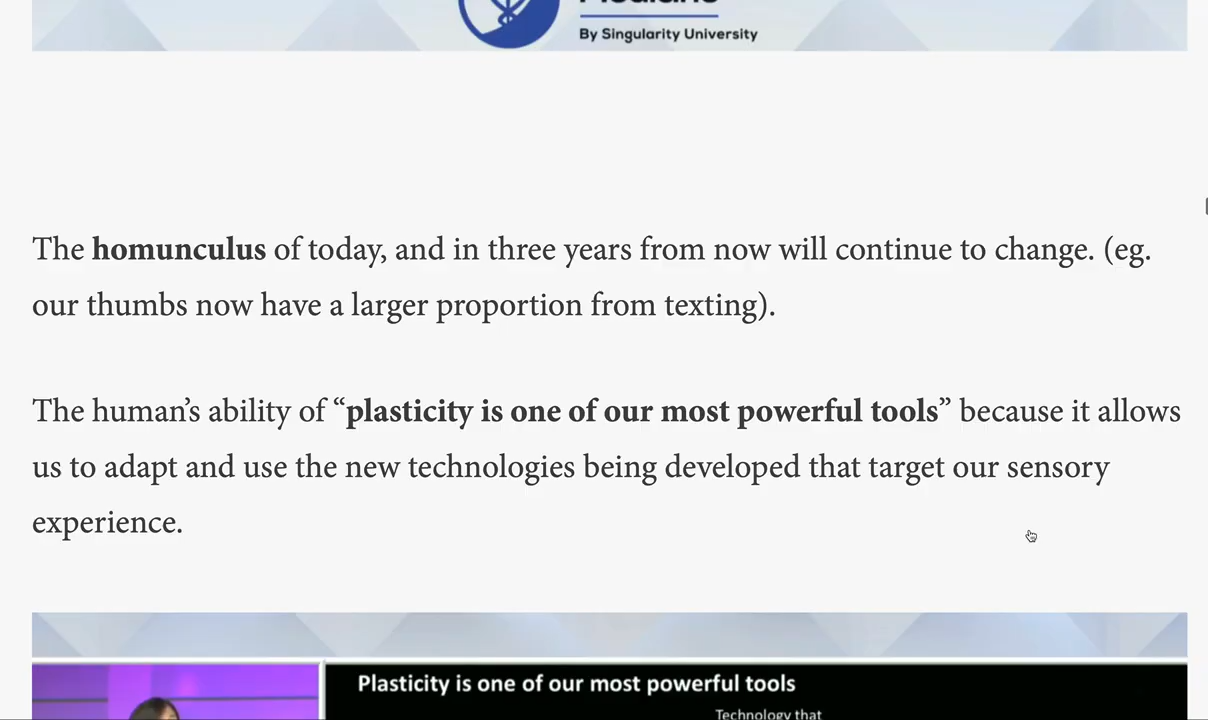 By Singularity University
The homunculus of today, and in three years from now will continue to change. (eg.
our thumbs now have a larger proportion from texting).
The human’s ability of “plasticity is one of our most powerful tools” because it allows
us to adapt and use the new technologies being developed that target our sensory
experience.
Plasticity is one of our most powerful tools
Technology that